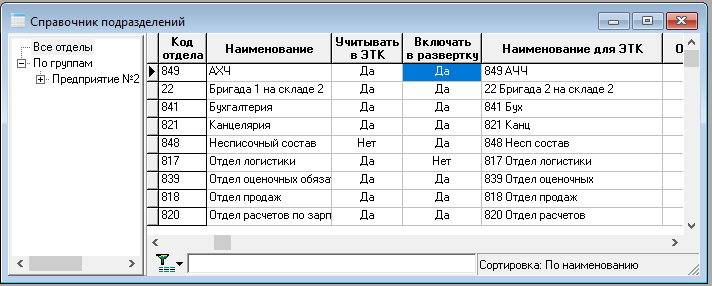 Справочник подразделений
Все отделы
По группам
Предприятие №2
Код отдела Наименование Учитывать в ЭТК Включать в развертку Наименование для ЭТК О
849 АХЧ Да Да 849 АЧЧ
22 Бригада 1 на складе 2 Да Да 22 Бригада 2 на складе
841 Бухгалтерия Да Да 841 Бух
821 Канцелярия Да Да 821 Канц
848 Несписочный состав Нет Да 848 Несп состав
817 Отдел логистики Да Нет 817 Отдел логистики
839 Отдел оценочных обяза Да Да 839 Отдел оценочных
818 Отдел продаж Да Да 818 Отдел продаж
820 Отдел расчетов по зарп Да Да 820 Отдел расчетов
Сортировка: По наименованию